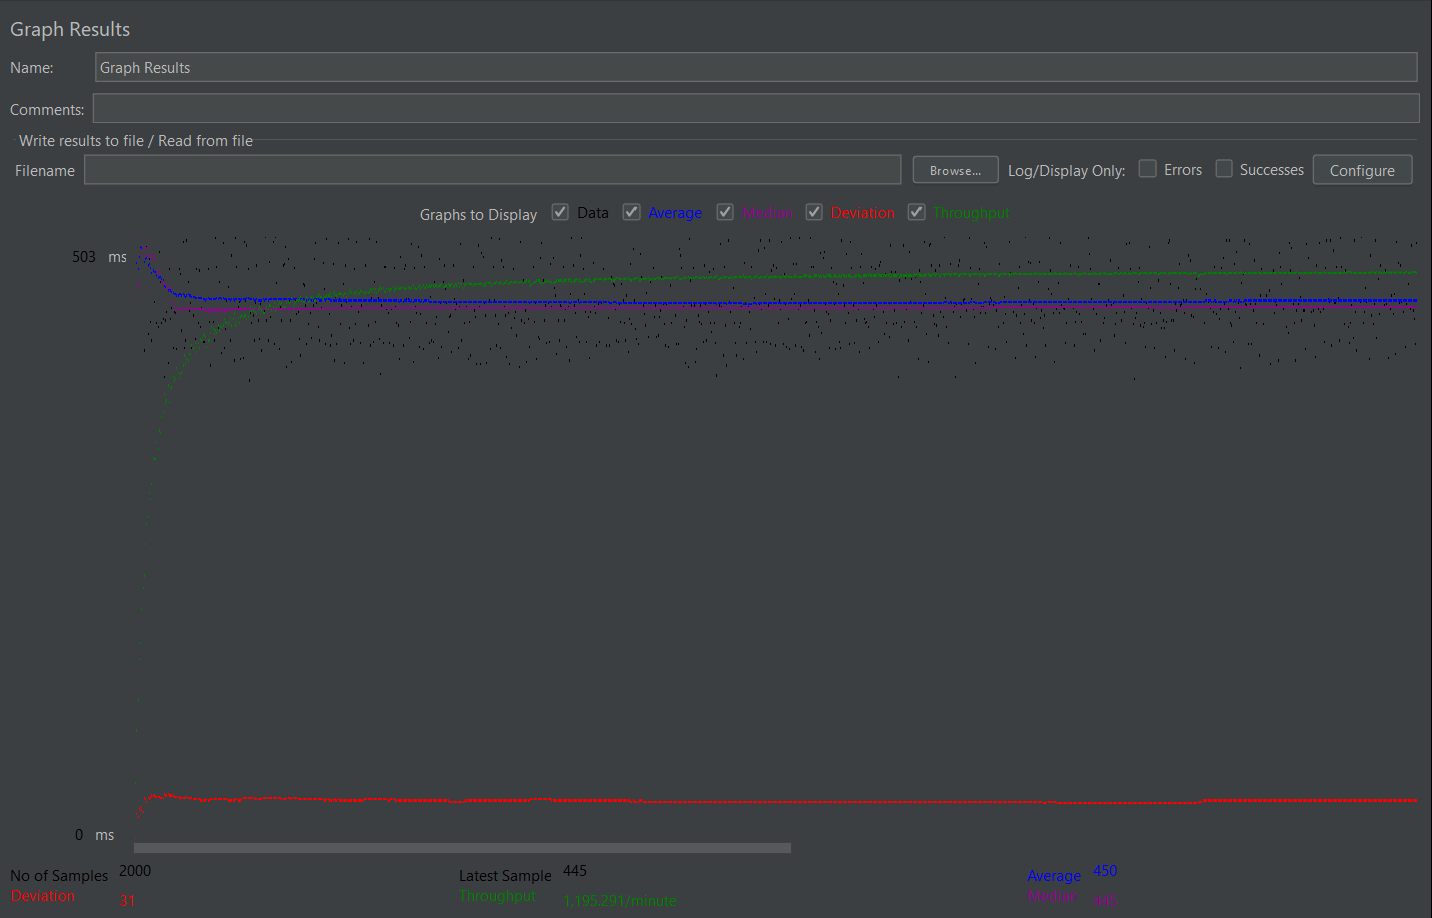 Graph Results
Name: Graph Results
Comments:
Write results to file / Read from file
Filename Browse... Log/Display Only: Errors Successes Configure
Graphs to Display Data Average Median Deviation Throughput
503 ms
0 ms
No of Samples 2000 Latest Sample 445 Average 450
Deviation 31 Throughput 1,195.291/minute Median